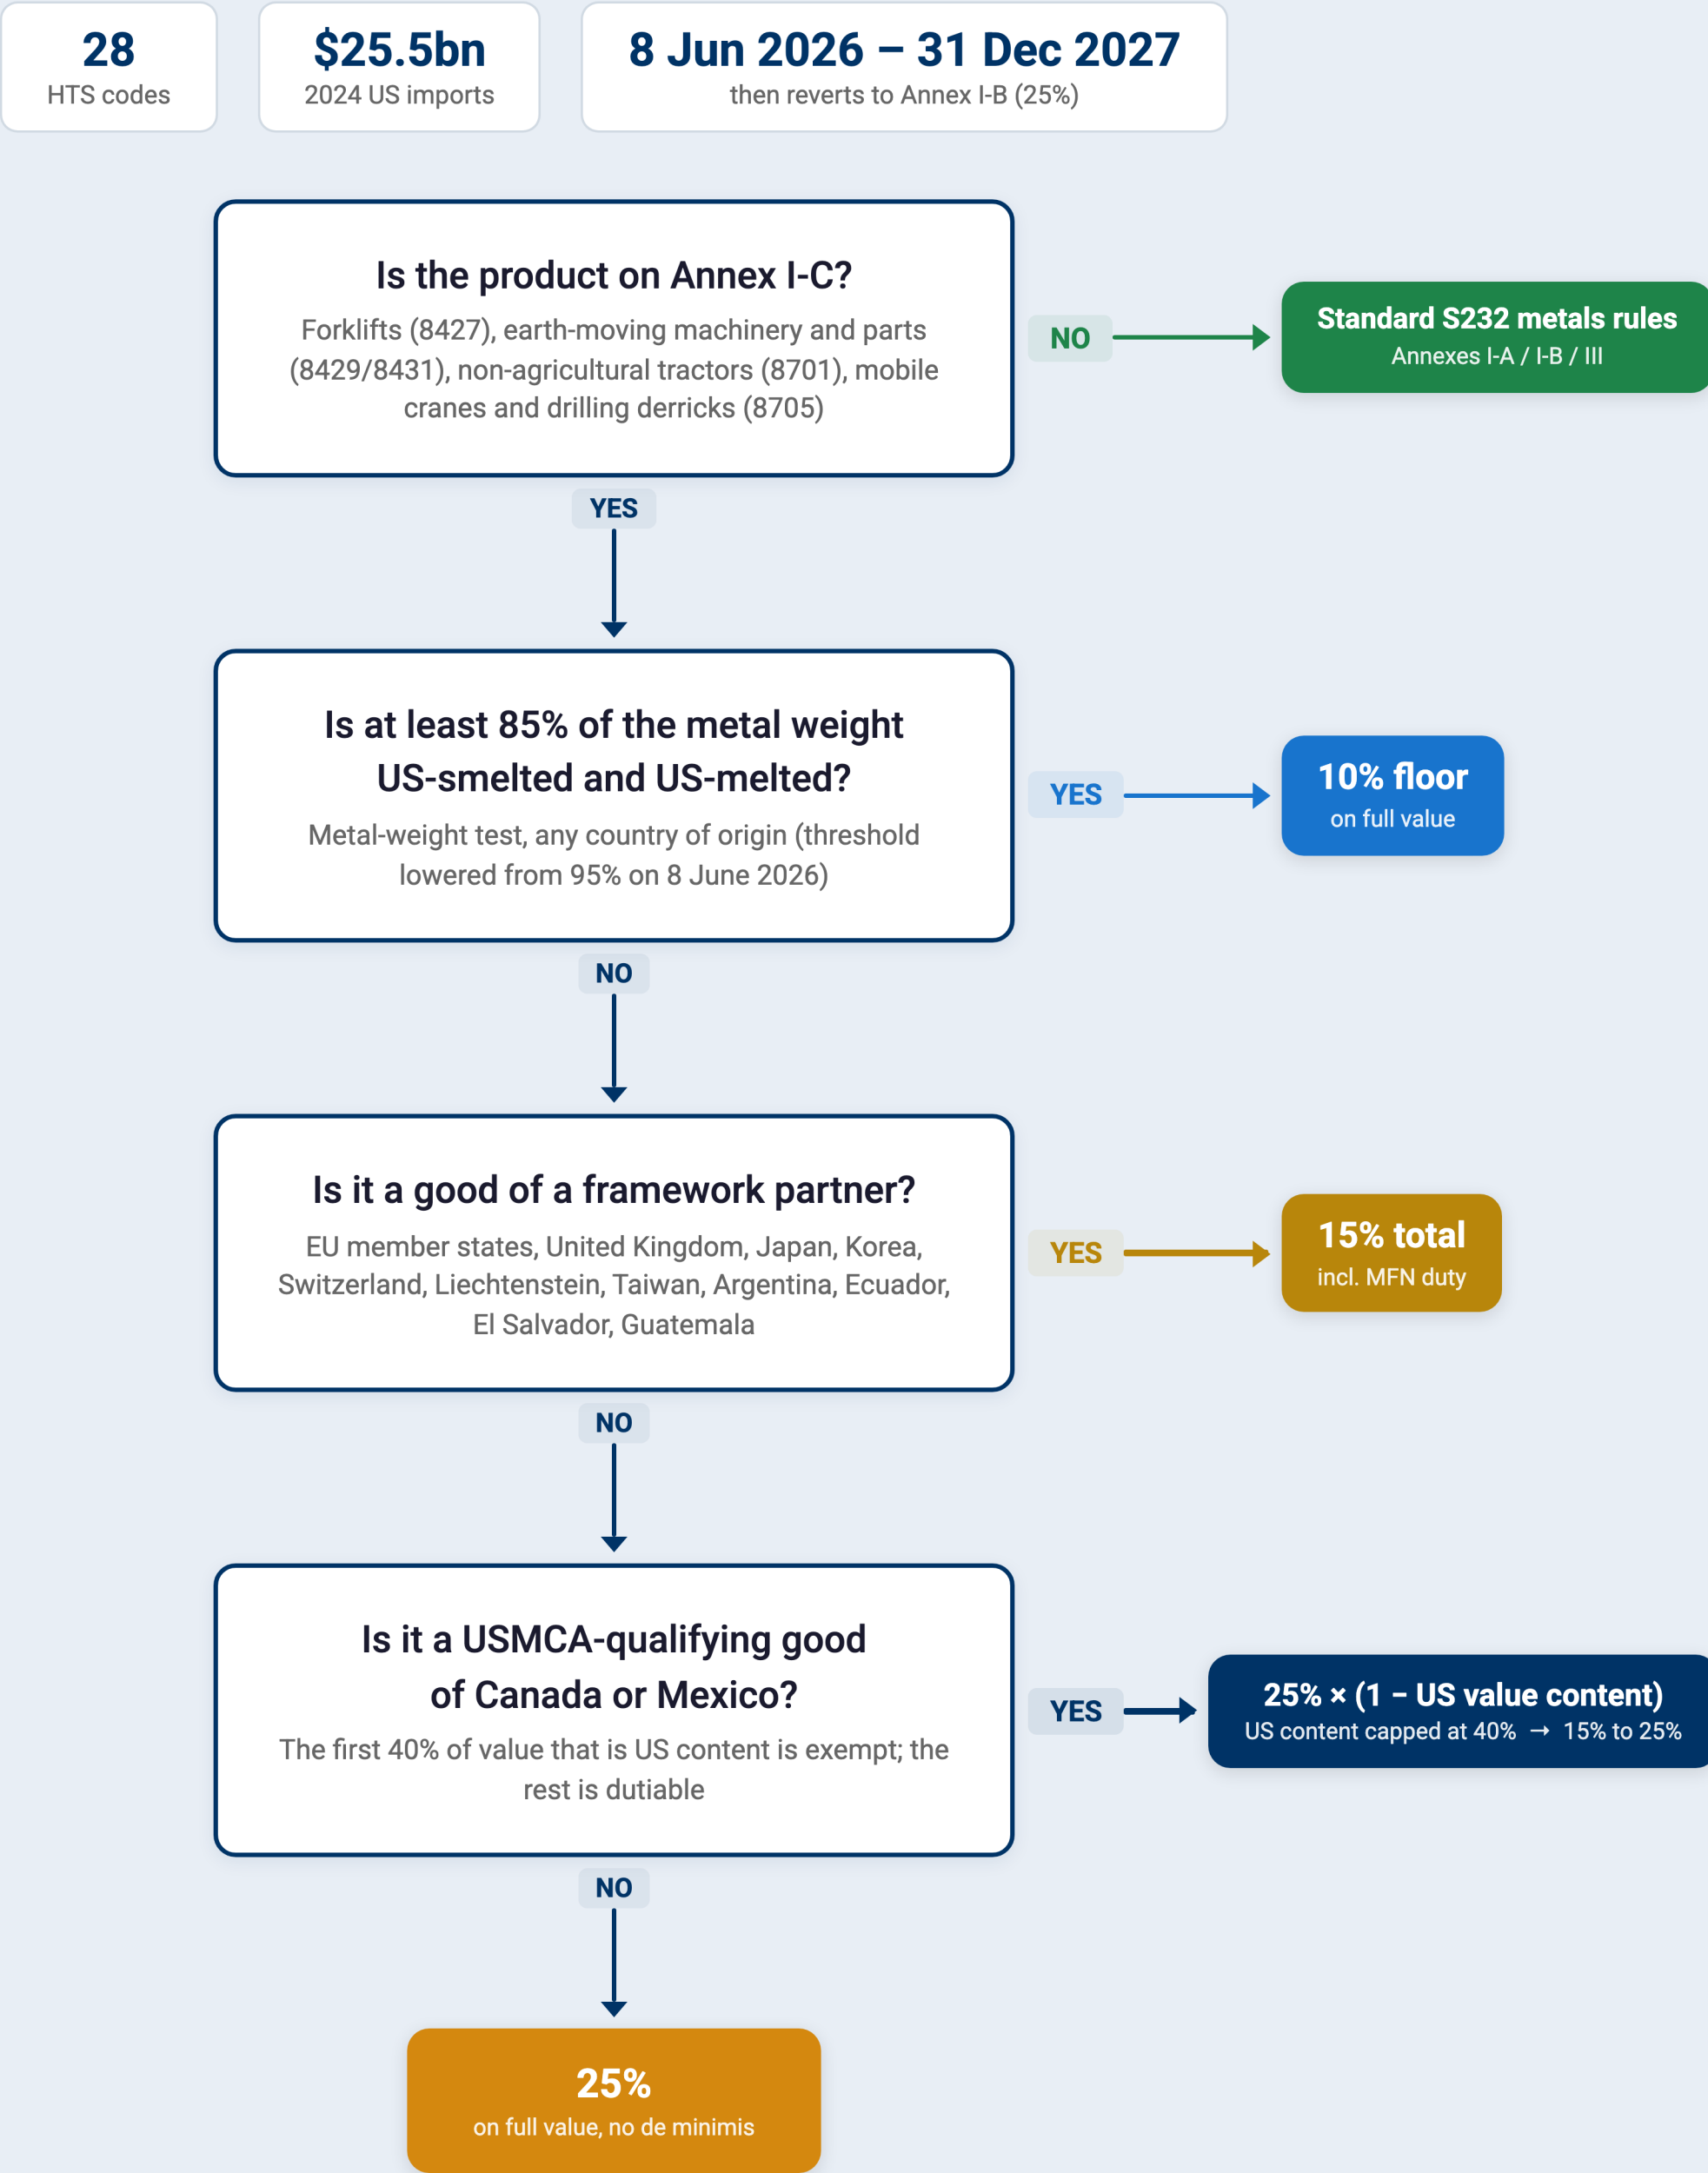 28
HTS codes
$25.5bn
2024 US imports
8 Jun 2026 – 31 Dec 2027
then reverts to Annex I-B (25%)
Is the product on Annex I-C?
Forklifts (8427), earth-moving machinery and parts
(8429/8431), non-agricultural tractors (8701), mobile
cranes and drilling derricks (8705)
NO
Standard S232 metals rules
Annexes I-A / I-B / III
YES
Is at least 85% of the metal weight
US-smelted and US-melted?
Metal-weight test, any country of origin (threshold
lowered from 95% on 8 June 2026)
YES
10% floor
on full value
NO
Is it a good of a framework partner?
EU member states, United Kingdom, Japan, Korea,
Switzerland, Liechtenstein, Taiwan, Argentina, Ecuador,
El Salvador, Guatemala
YES
15% total
incl. MFN duty
NO
Is it a USMCA-qualifying good
of Canada or Mexico?
The first 40% of value that is US content is exempt; the
rest is dutiable
YES
25% × (1 − US value content)
US content capped at 40% → 15% to 25%
NO
25%
on full value, no de minimis